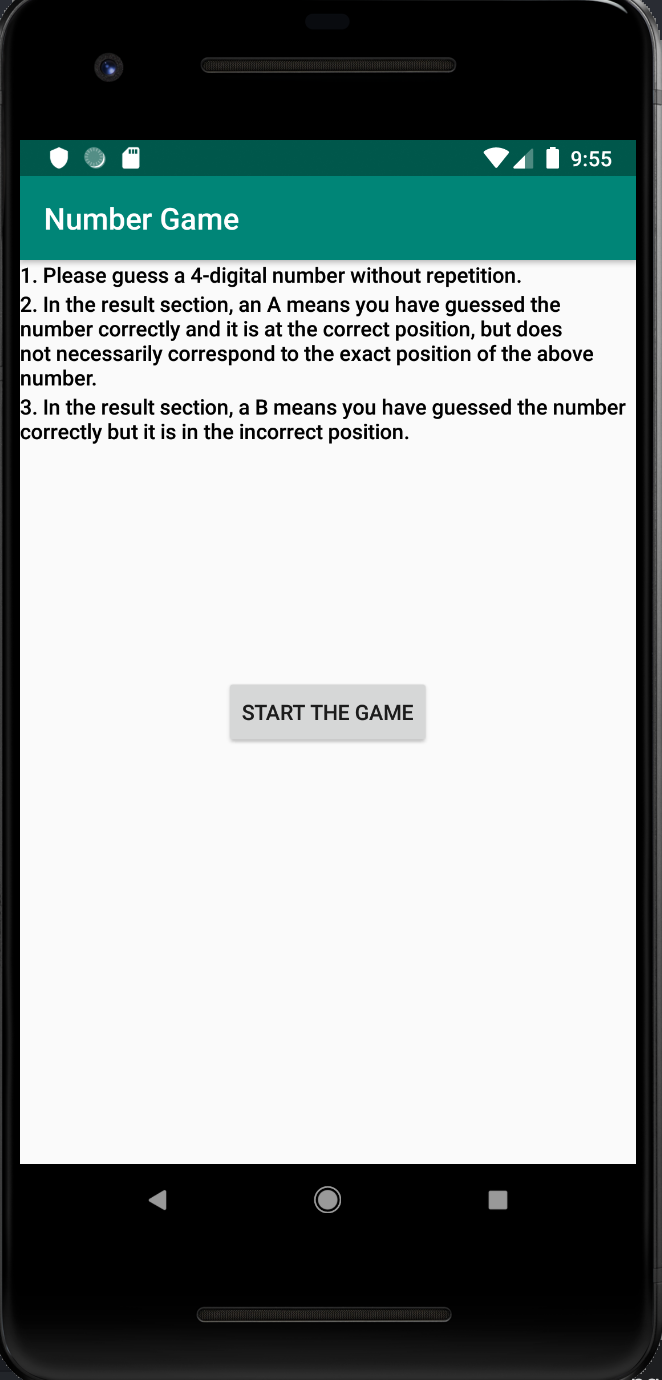 9:55
Number Game
1. Please guess a 4-digital number without repetition.
2. In the result section, an A means you have guessed the
number correctly and it is at the correct position, but does
not necessarily correspond to the exact position of the above
number.
3. In the result section, a B means you have guessed the number
correctly but it is in the incorrect position.
START THE GAME